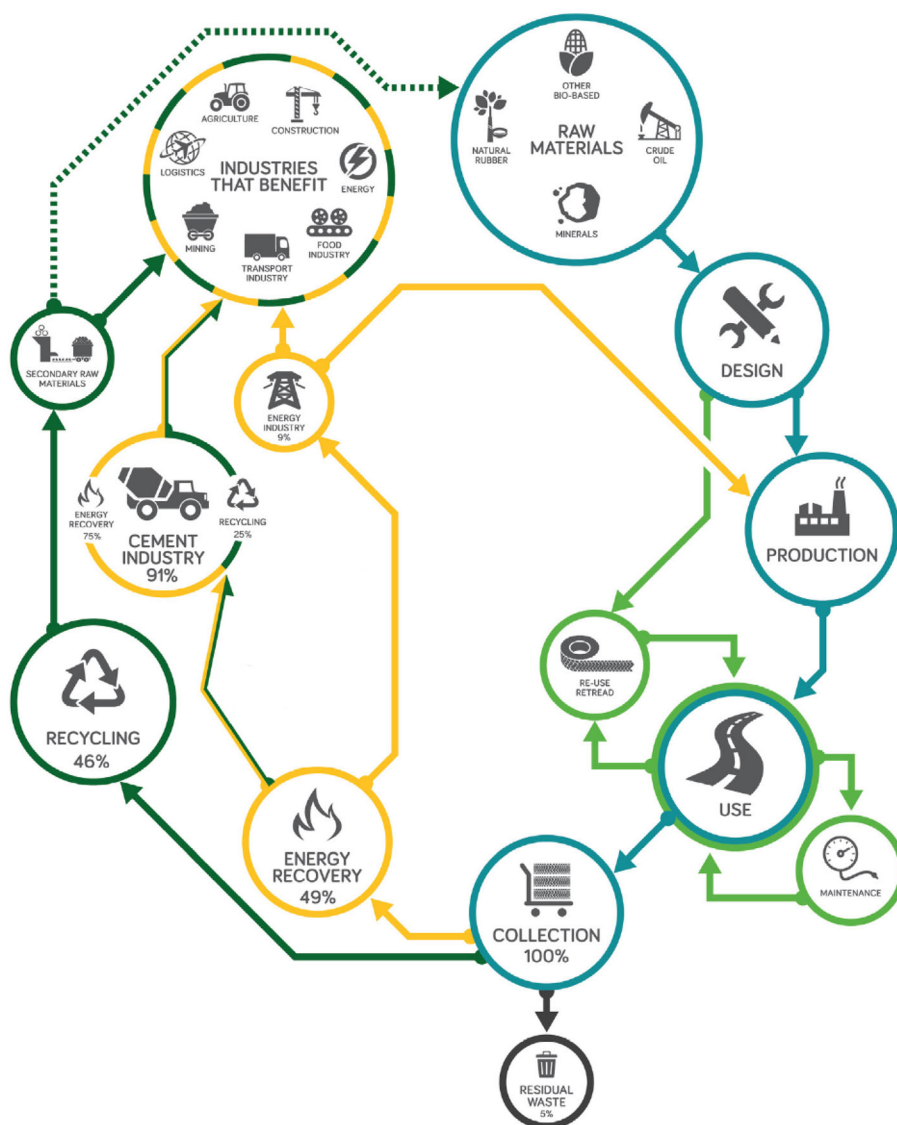 OTHER
BIO-BASED
NATURAL
RUBBER
RAW
MATERIALS
CRUDE
OIL
MINERALS
AGRICULTURE
CONSTRUCTION
LOGISTICS
INDUSTRIES
THAT BENEFIT
ENERGY
MINING
TRANSPORT
INDUSTRY
FOOD
INDUSTRY
DESIGN
SECONDARY RAW
MATERIALS
ENERGY
INDUSTRY
9%
ENERGY
RECOVERY
75%
CEMENT
INDUSTRY
91%
RECYCLING
25%
PRODUCTION
RE-USE
RETREAD
RECYCLING
46%
USE
ENERGY
RECOVERY
49%
MAINTENANCE
COLLECTION
100%
RESIDUAL
WASTE
5%